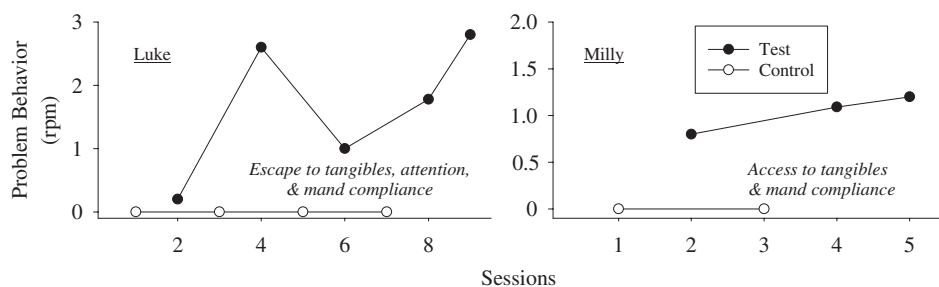 Problem Behavior
(rpm)
3
2
1
0
Luke
Escape to tangibles, attention,
& mand compliance
2 4 6 8
2.0
1.5
1.0
0.5
0
Milly
Test
Control
Access to tangibles
& mand compliance
1 2 3 4 5
Sessions